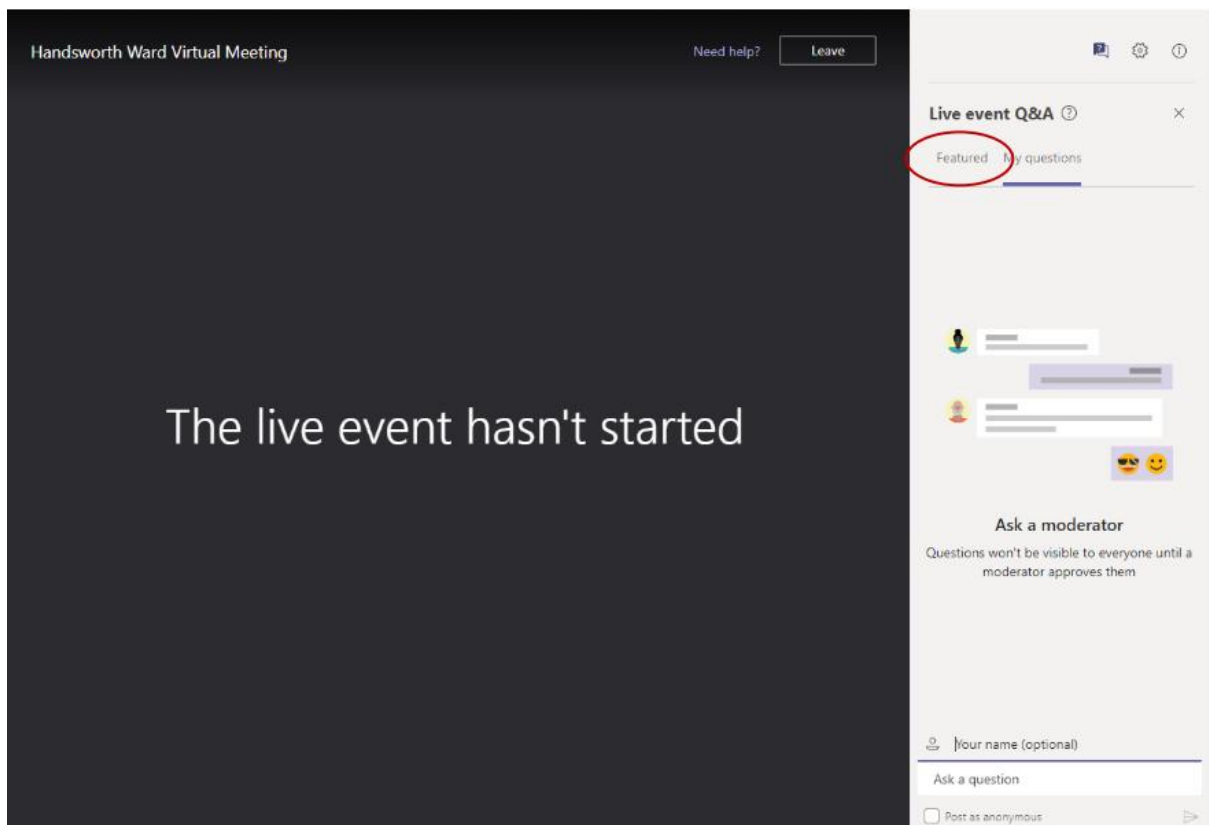 Handsworth Ward Virtual Meeting
Need help?
Leave
The live event hasn't started
Live event Q&A
Featured
My questions
Ask a moderator
Questions won't be visible to everyone until a
moderator approves them
Your name (optional)
Ask a question
Post as anonymous